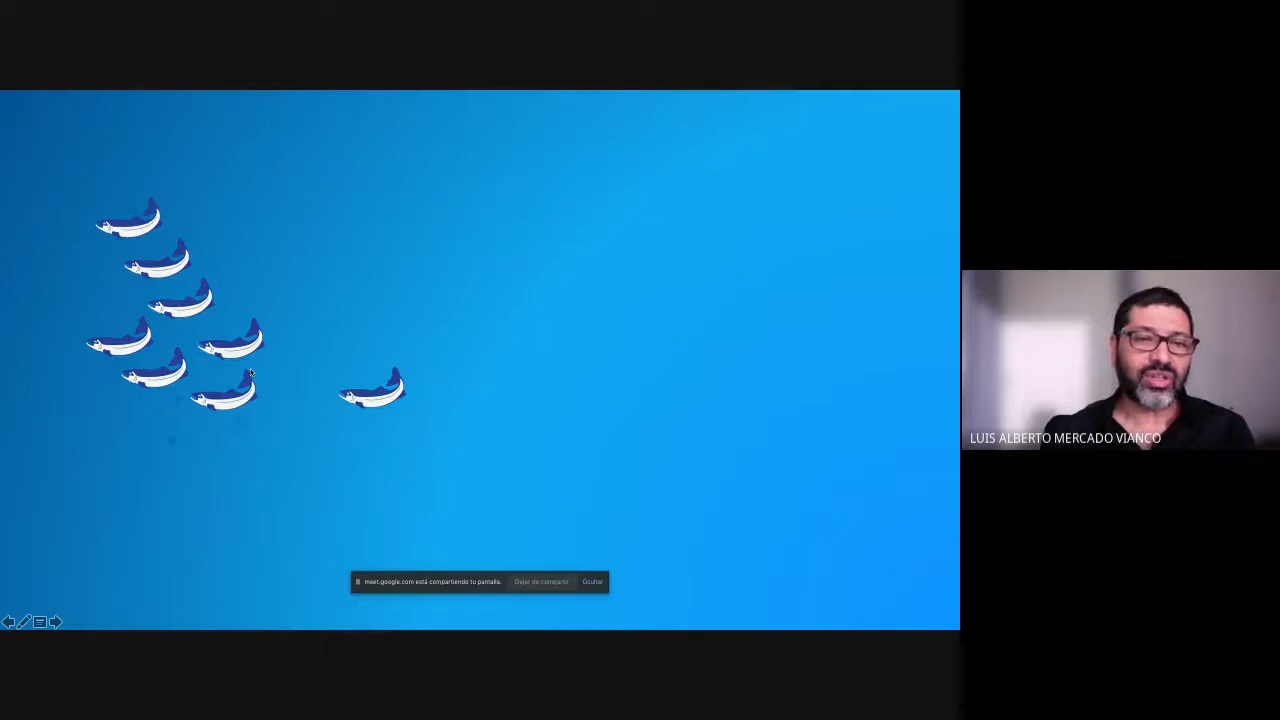 LUIS ALBERTO MERCADO VIANCO
meet.google.com está compartiendo tu pantalla.
Dejar de compartir
Ocultar